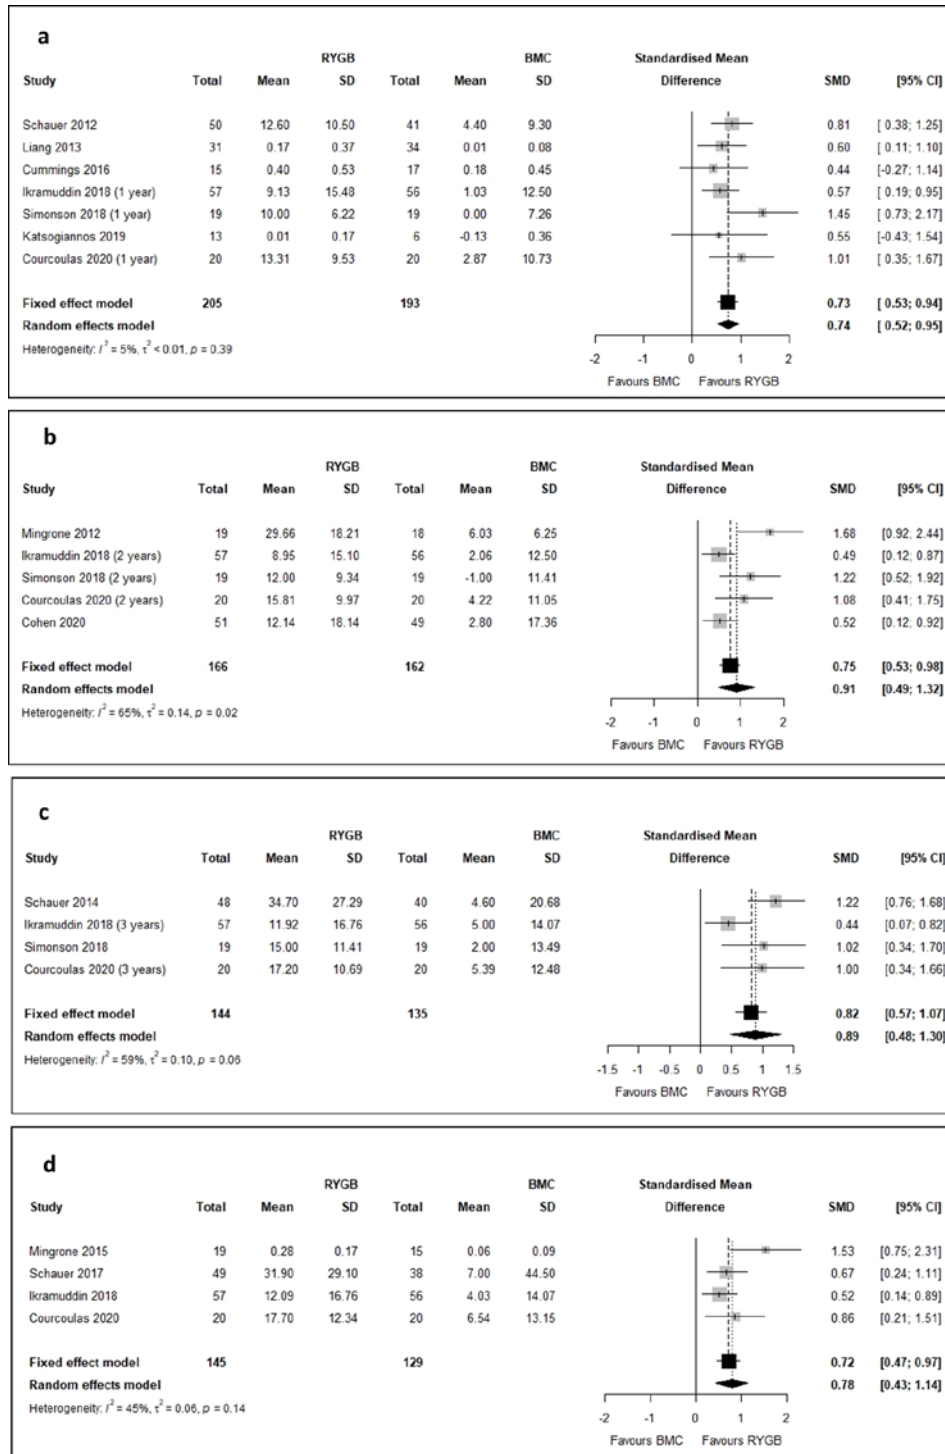 a
RYGB BMC Standardised Mean
Study Total Mean SD Total Mean SD Difference SMD [95% CI]
Schauer 2012 50 12.60 10.50 41 4.40 9.30 0.81 [ 0.38; 1.25]
Liang 2013 31 0.17 0.37 34 0.01 0.08 0.60 [ 0.11; 1.10]
Cummings 2016 15 0.40 0.53 17 0.18 0.45 0.44 [-0.27; 1.14]
Ikramuddin 2018 (1 year) 57 9.13 15.48 56 1.03 12.50 0.57 [ 0.19; 0.95]
Simonson 2018 (1 year) 19 10.00 6.22 19 0.00 7.26 1.45 [ 0.73; 2.17]
Katsogiannos 2019 13 0.01 0.17 6 -0.13 0.36 0.55 [-0.43; 1.54]
Courcoulas 2020 (1 year) 20 13.31 9.53 20 2.87 10.73 1.01 [ 0.35; 1.67]
Fixed effect model 205 193 0.73 [ 0.53; 0.94]
Random effects model 0.74 [ 0.52; 0.95]
Heterogeneity: I² = 5%, τ² < 0.01, p = 0.39
-2 -1 0 1 2
Favours BMC Favours RYGB
b
RYGB BMC Standardised Mean
Study Total Mean SD Total Mean SD Difference SMD [95% CI]
Mingrone 2012 19 29.66 18.21 18 6.03 6.25 1.68 [0.92; 2.44]
Ikramuddin 2018 (2 years) 57 8.95 15.10 56 2.06 12.50 0.49 [0.12; 0.87]
Simonson 2018 (2 years) 19 12.00 9.34 19 -1.00 11.41 1.22 [0.52; 1.92]
Courcoulas 2020 (2 years) 20 15.81 9.97 20 4.22 11.05 1.08 [0.41; 1.75]
Cohen 2020 51 12.14 18.14 49 2.80 17.36 0.52 [0.12; 0.92]
Fixed effect model 166 162 0.75 [0.53; 0.98]
Random effects model 0.91 [0.49; 1.32]
Heterogeneity: I² = 65%, τ² = 0.14, p = 0.02
-2 -1 0 1 2
Favours BMC Favours RYGB
c
RYGB BMC Standardised Mean
Study Total Mean SD Total Mean SD Difference SMD [95% CI]
Schauer 2014 48 34.70 27.29 40 4.60 20.68 1.22 [0.76; 1.68]
Ikramuddin 2018 (3 years) 57 11.92 16.76 56 5.00 14.07 0.44 [0.07; 0.82]
Simonson 2018 19 15.00 11.41 19 2.00 13.49 1.02 [0.34; 1.70]
Courcoulas 2020 (3 years) 20 17.20 10.69 20 5.39 12.48 1.00 [0.34; 1.66]
Fixed effect model 144 135 0.82 [0.57; 1.07]
Random effects model 0.89 [0.48; 1.30]
Heterogeneity: I² = 59%, τ² = 0.10, p = 0.06
-1.5 -1 -0.5 0 0.5 1 1.5
Favours BMC Favours RYGB
d
RYGB BMC Standardised Mean
Study Total Mean SD Total Mean SD Difference SMD [95% CI]
Mingrone 2015 19 0.28 0.17 15 0.06 0.09 1.53 [0.75; 2.31]
Schauer 2017 49 31.90 29.10 38 7.00 44.50 0.67 [0.24; 1.11]
Ikramuddin 2018 57 12.09 16.76 56 4.03 14.07 0.52 [0.14; 0.89]
Courcoulas 2020 20 17.70 12.34 20 6.54 13.15 0.86 [0.21; 1.51]
Fixed effect model 145 129 0.72 [0.47; 0.97]
Random effects model 0.78 [0.43; 1.14]
Heterogeneity: I² = 45%, τ² = 0.06, p = 0.14
-2 -1 0 1 2
Favours BMC Favours RYGB